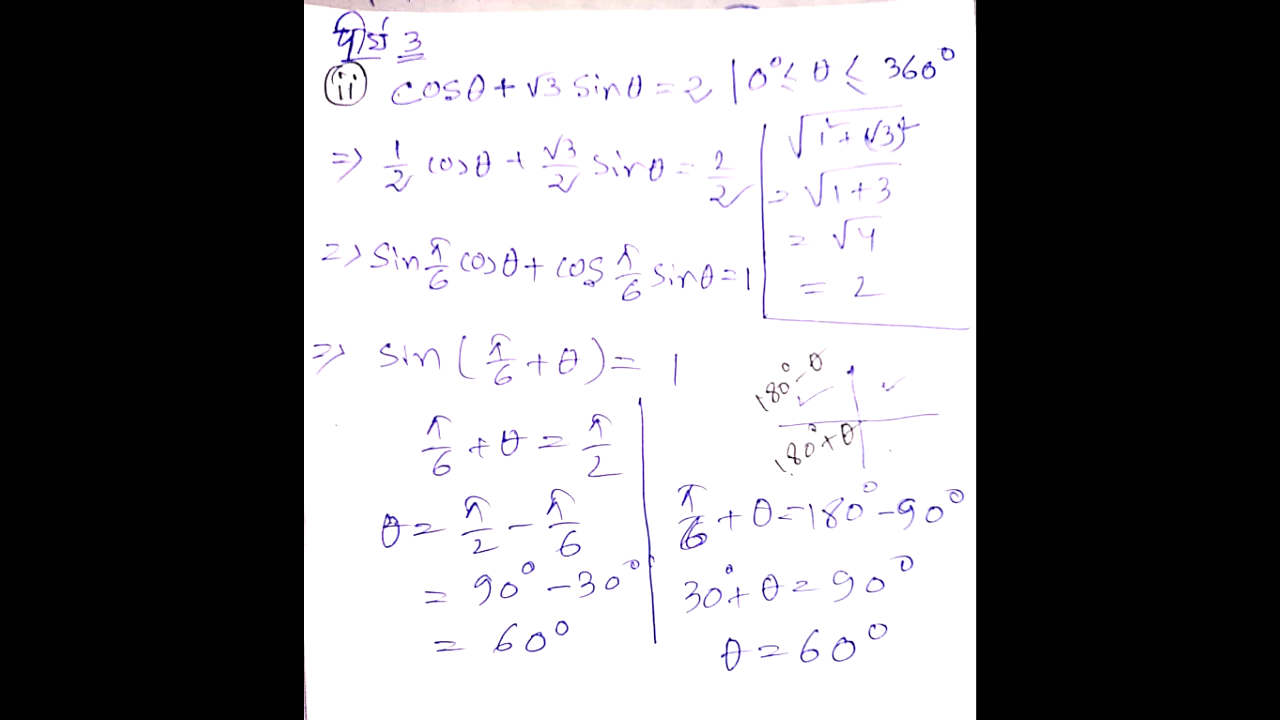 3
(ii) cosθ + √3 sinθ = 2 | 0° ≤ θ ≤ 360°
=> 1/2 cosθ + √3/2 sinθ = 2/2
=> sin π/6 cosθ + cos π/6 sinθ = 1
√1² + (√3)²
= √1+3
= √4
= 2
=> sin (π/6 + θ) = 1
180° - θ
180° + θ
π/6 + θ = π/2
θ = π/2 - π/6
= 90° - 30°
= 60°
π/6 + θ = 180° - 90°
30° + θ = 90°
θ = 60°